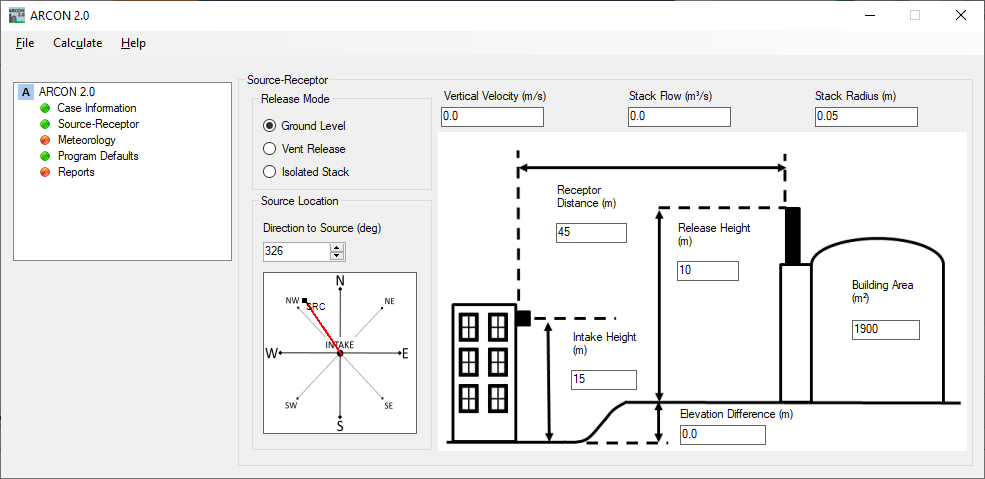 ARCON 2.0
File Calculate Help
A ARCON 2.0
Case Information
Source-Receptor
Meteorology
Program Defaults
Reports
Source-Receptor
Release Mode
Ground Level
Vent Release
Isolated Stack
Source Location
Direction to Source (deg)
326
N
NW
NE
SRC
INTAKE
W
E
SW
SE
S
Vertical Velocity (m/s)
0.0
Stack Flow (m³/s)
0.0
Stack Radius (m)
0.05
Receptor
Distance (m)
45
Release Height
(m)
10
Building Area
(m²)
1900
Intake Height
(m)
15
Elevation Difference (m)
0.0